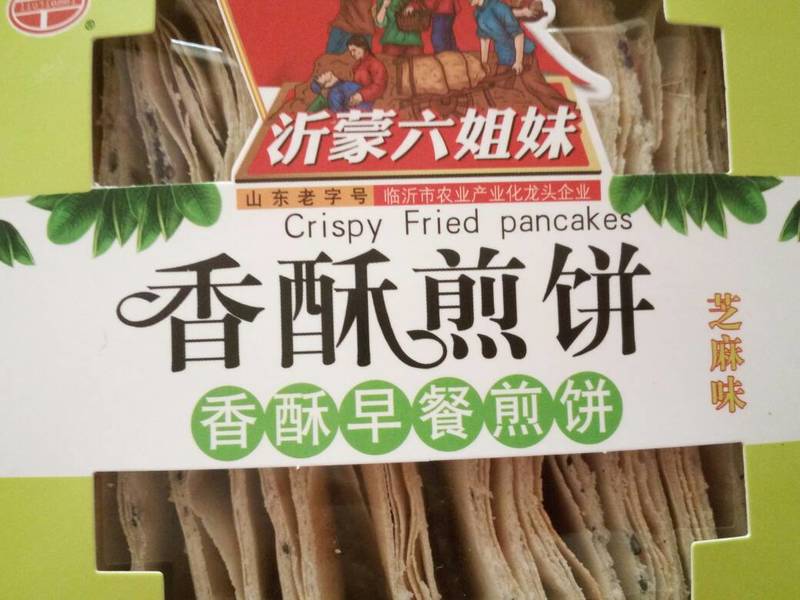 沂蒙六姐妹
山东老字号 临沂市农业产业化龙头企业
Crispy Fried pancakes
香酥煎饼
芝麻味
香酥早餐煎饼